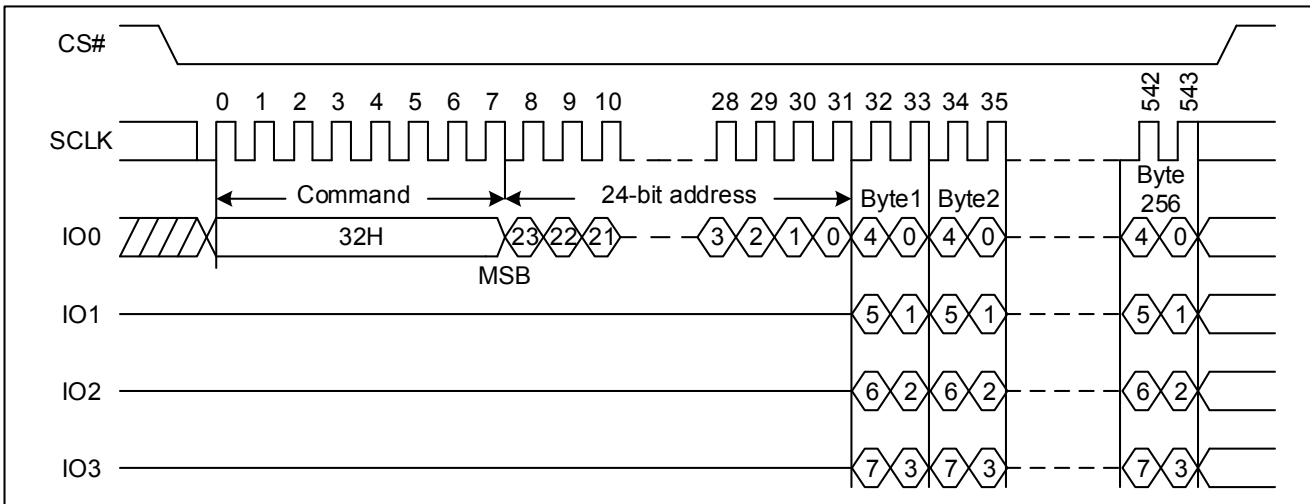 CS#
0 1 2 3 4 5 6 7 8 9 10 28 29 30 31 32 33 34 35 542 543
SCLK
Command 24-bit address Byte1 Byte2 Byte
256
IO0 32H 23 22 21 3 2 1 0 4 0 4 0 4 0
MSB
IO1 5 1 5 1 5 1
IO2 6 2 6 2 6 2
IO3 7 3 7 3 7 3